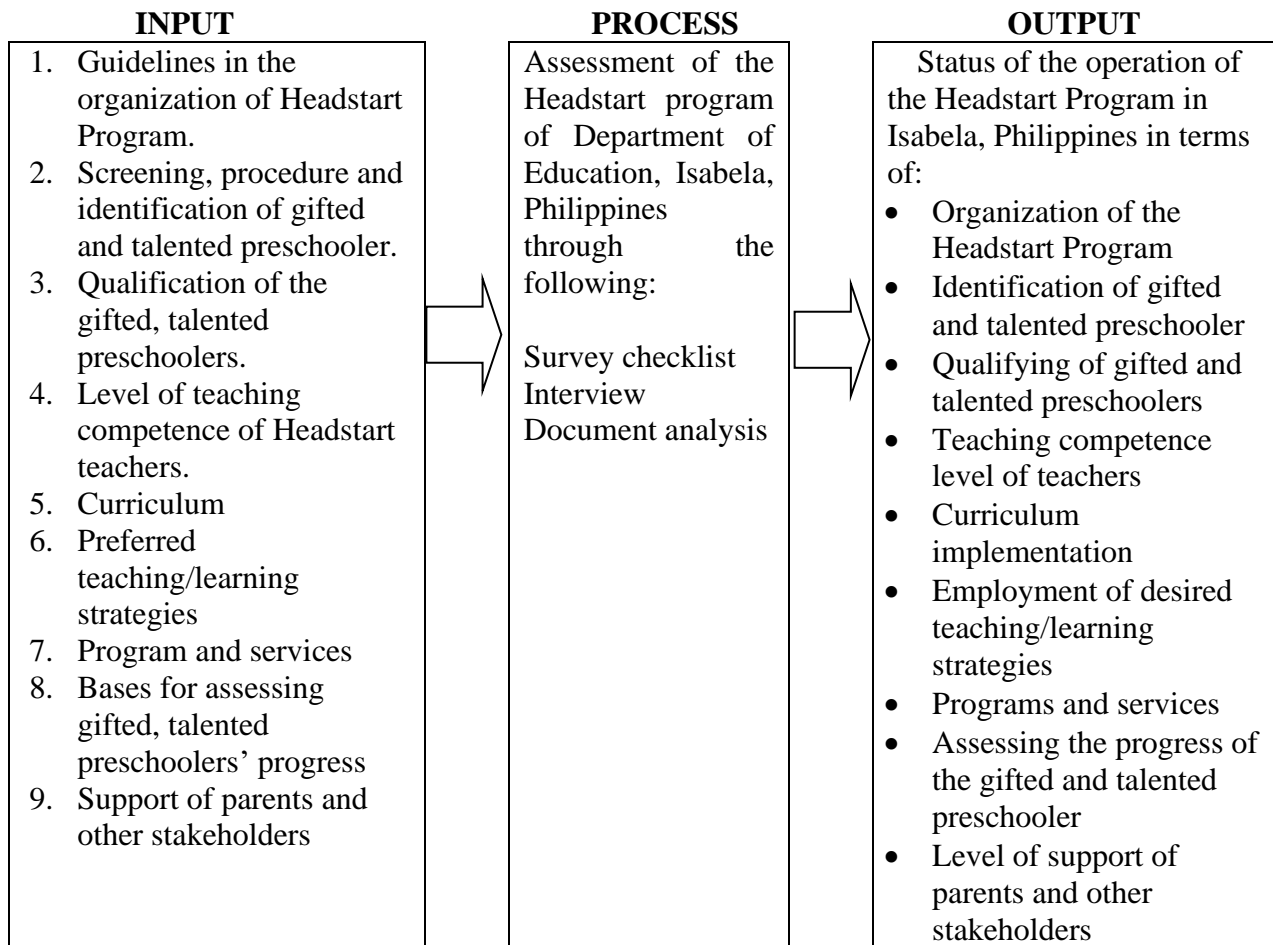 INPUT
1. Guidelines in the
organization of Headstart
Program.
2. Screening, procedure and
identification of gifted
and talented preschooler.
3. Qualification of the
gifted, talented
preschoolers.
4. Level of teaching
competence of Headstart
teachers.
5. Curriculum
6. Preferred
teaching/learning
strategies
7. Program and services
8. Bases for assessing
gifted, talented
preschoolers’ progress
9. Support of parents and
other stakeholders
PROCESS
Assessment of the
Headstart program
of Department of
Education, Isabela,
Philippines
through the
following:
Survey checklist
Interview
Document analysis
OUTPUT
Status of the operation of
the Headstart Program in
Isabela, Philippines in terms
of:
• Organization of the
Headstart Program
• Identification of gifted
and talented preschooler
• Qualifying of gifted and
talented preschoolers
• Teaching competence
level of teachers
• Curriculum
implementation
• Employment of desired
teaching/learning
strategies
• Programs and services
• Assessing the progress of
the gifted and talented
preschooler
• Level of support of
parents and other
stakeholders